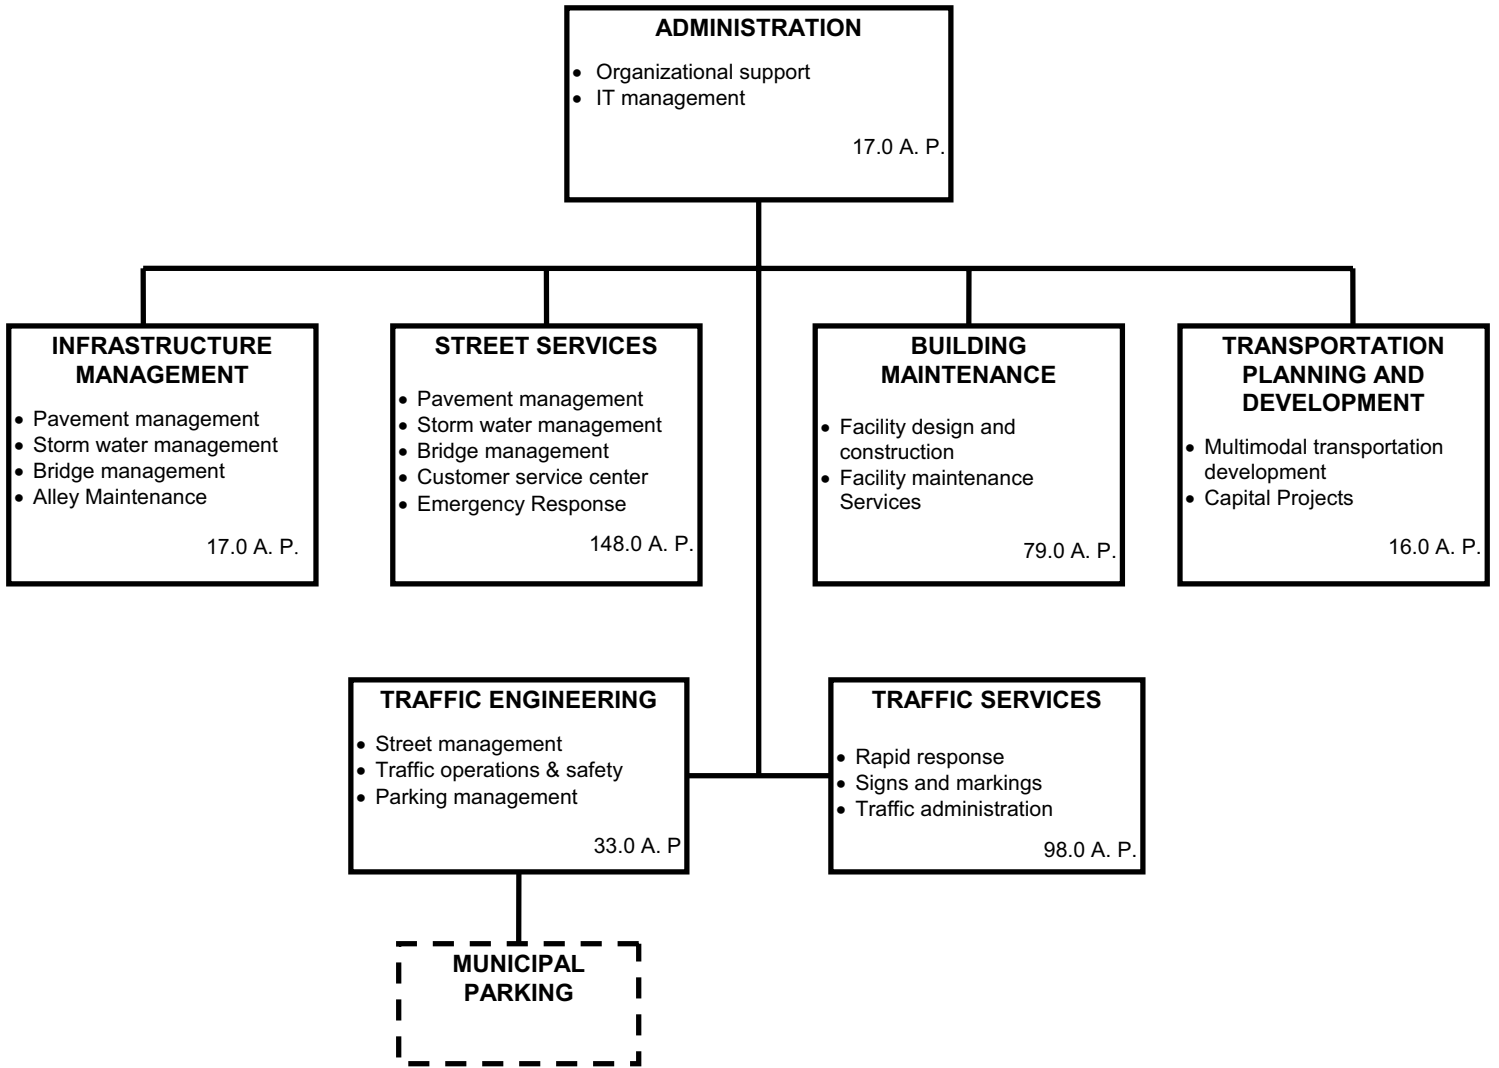 ADMINISTRATION
• Organizational support
• IT management
17.0 A. P.
INFRASTRUCTURE
MANAGEMENT
• Pavement management
• Storm water management
• Bridge management
• Alley Maintenance
17.0 A. P.
STREET SERVICES
• Pavement management
• Storm water management
• Bridge management
• Customer service center
• Emergency Response
148.0 A. P.
BUILDING
MAINTENANCE
• Facility design and
construction
• Facility maintenance
Services
79.0 A. P.
TRANSPORTATION
PLANNING AND
DEVELOPMENT
• Multimodal transportation
development
• Capital Projects
16.0 A. P.
TRAFFIC ENGINEERING
• Street management
• Traffic operations & safety
• Parking management
33.0 A. P
TRAFFIC SERVICES
• Rapid response
• Signs and markings
• Traffic administration
98.0 A. P.
MUNICIPAL
PARKING